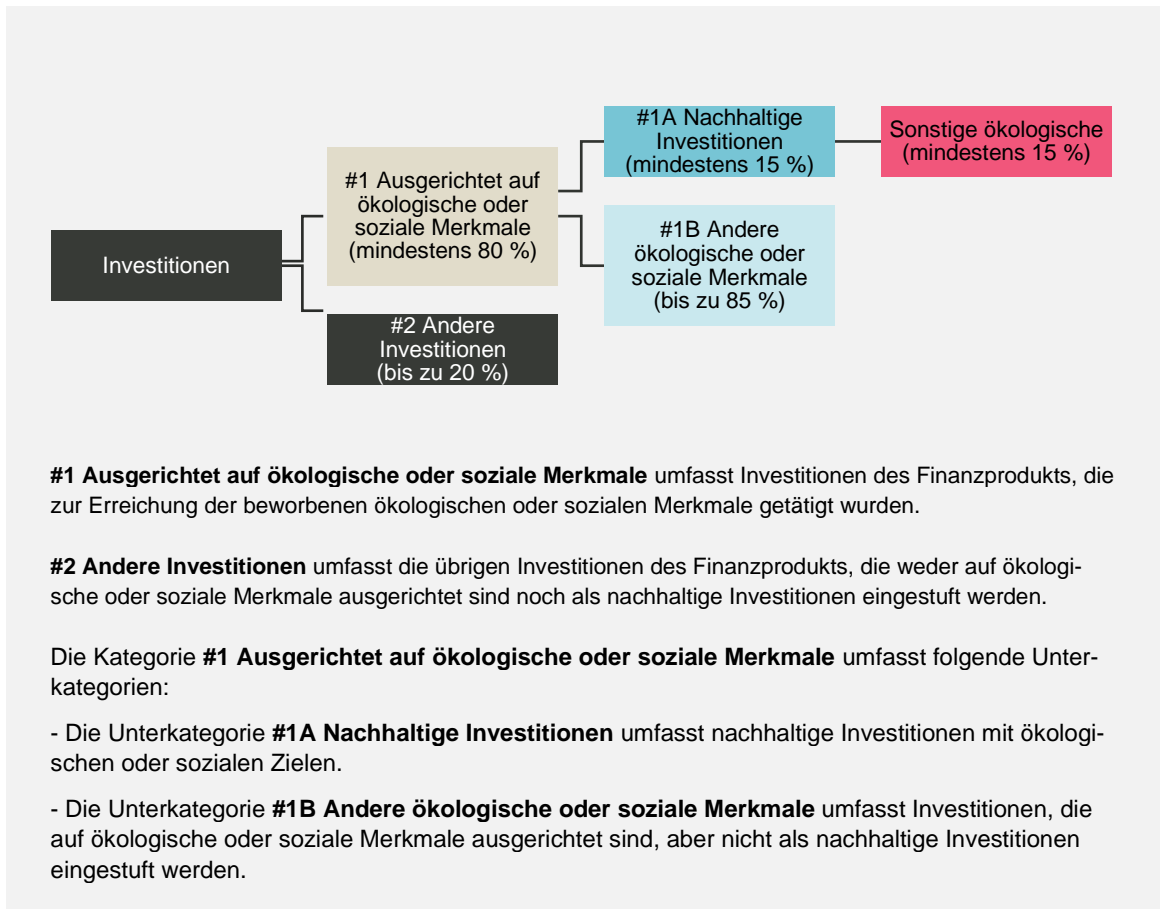 #1A Nachhaltige
Investitionen
(mindestens 15 %)
Sonstige ökologische
(mindestens 15 %)
#1 Ausgerichtet auf
ökologische oder
soziale Merkmale
(mindestens 80 %)
#1B Andere
ökologische oder
soziale Merkmale
(bis zu 85 %)
Investitionen
#2 Andere
Investitionen
(bis zu 20 %)
#1 Ausgerichtet auf ökologische oder soziale Merkmale umfasst Investitionen des Finanzprodukts, die
zur Erreichung der beworbenen ökologischen oder sozialen Merkmale getätigt wurden.
#2 Andere Investitionen umfasst die übrigen Investitionen des Finanzprodukts, die weder auf ökologi-
sche oder soziale Merkmale ausgerichtet sind noch als nachhaltige Investitionen eingestuft werden.
Die Kategorie #1 Ausgerichtet auf ökologische oder soziale Merkmale umfasst folgende Unter-
kategorien:
- Die Unterkategorie #1A Nachhaltige Investitionen umfasst nachhaltige Investitionen mit ökologi-
schen oder sozialen Zielen.
- Die Unterkategorie #1B Andere ökologische oder soziale Merkmale umfasst Investitionen, die
auf ökologische oder soziale Merkmale ausgerichtet sind, aber nicht als nachhaltige Investitionen
eingestuft werden.